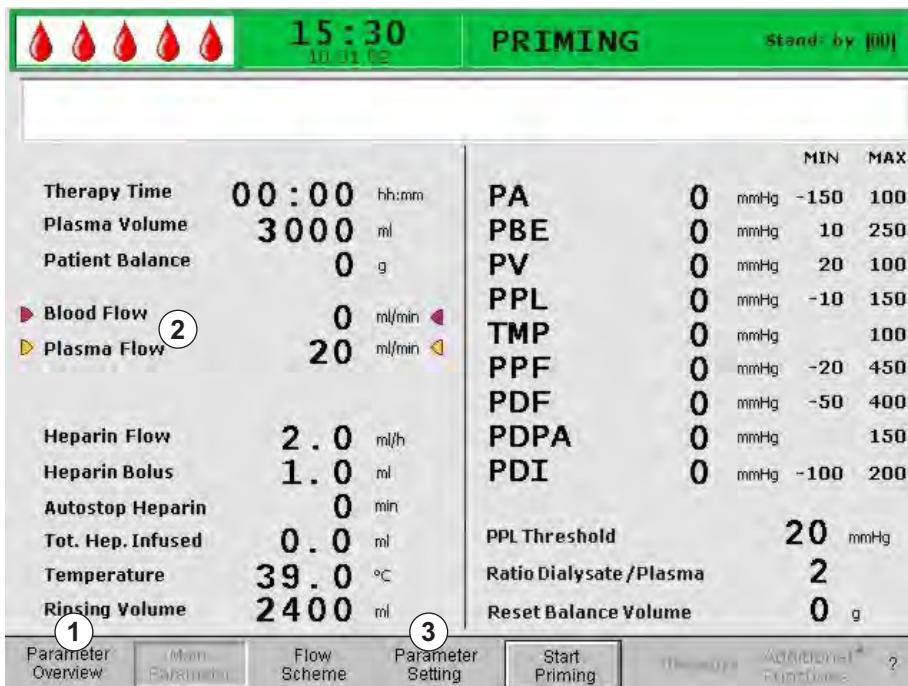 15:30
10.01.02
PRIMING
Stand-by |00|
Therapy Time 00:00 hh:mm
Plasma Volume 3000 ml
Patient Balance 0 g
Blood Flow 0 ml/min
2
Plasma Flow 20 ml/min
Heparin Flow 2.0 ml/h
Heparin Bolus 1.0 ml
Autostop Heparin 0 min
Tot. Hep. Infused 0.0 ml
Temperature 39.0 °C
Rinsing Volume 2400 ml
MIN MAX
PA 0 mmHg -150 100
PBE 0 mmHg 10 250
PV 0 mmHg 20 100
PPL 0 mmHg -10 150
TMP 0 mmHg 100
PPF 0 mmHg -20 450
PDF 0 mmHg -50 400
PDPA 0 mmHg 150
PDI 0 mmHg -100 200
PPL Threshold 20 mmHg
Ratio Dialysate/Plasma 2
Reset Balance Volume 0 g
1
3
Parameter
Overview
Main
Parameter
Flow
Scheme
Parameter
Setting
Start
Priming
Therapy
Additional
Functions
?